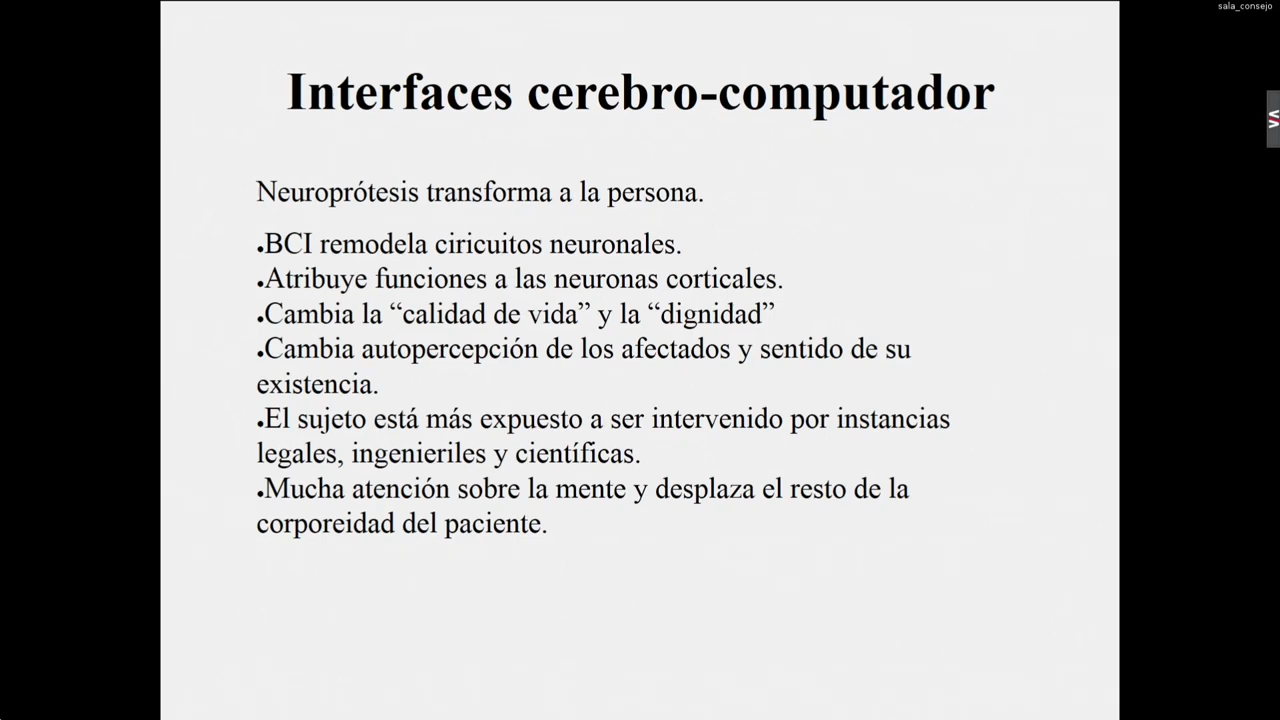 sala_consejo
Interfaces cerebro-computador
Neuroprótesis transforma a la persona.
●BCI remodela ciricuitos neuronales.
●Atribuye funciones a las neuronas corticales.
●Cambia la “calidad de vida” y la “dignidad”
●Cambia autopercepción de los afectados y sentido de su
existencia.
●El sujeto está más expuesto a ser intervenido por instancias
legales, ingenieriles y científicas.
●Mucha atención sobre la mente y desplaza el resto de la
corporeidad del paciente.